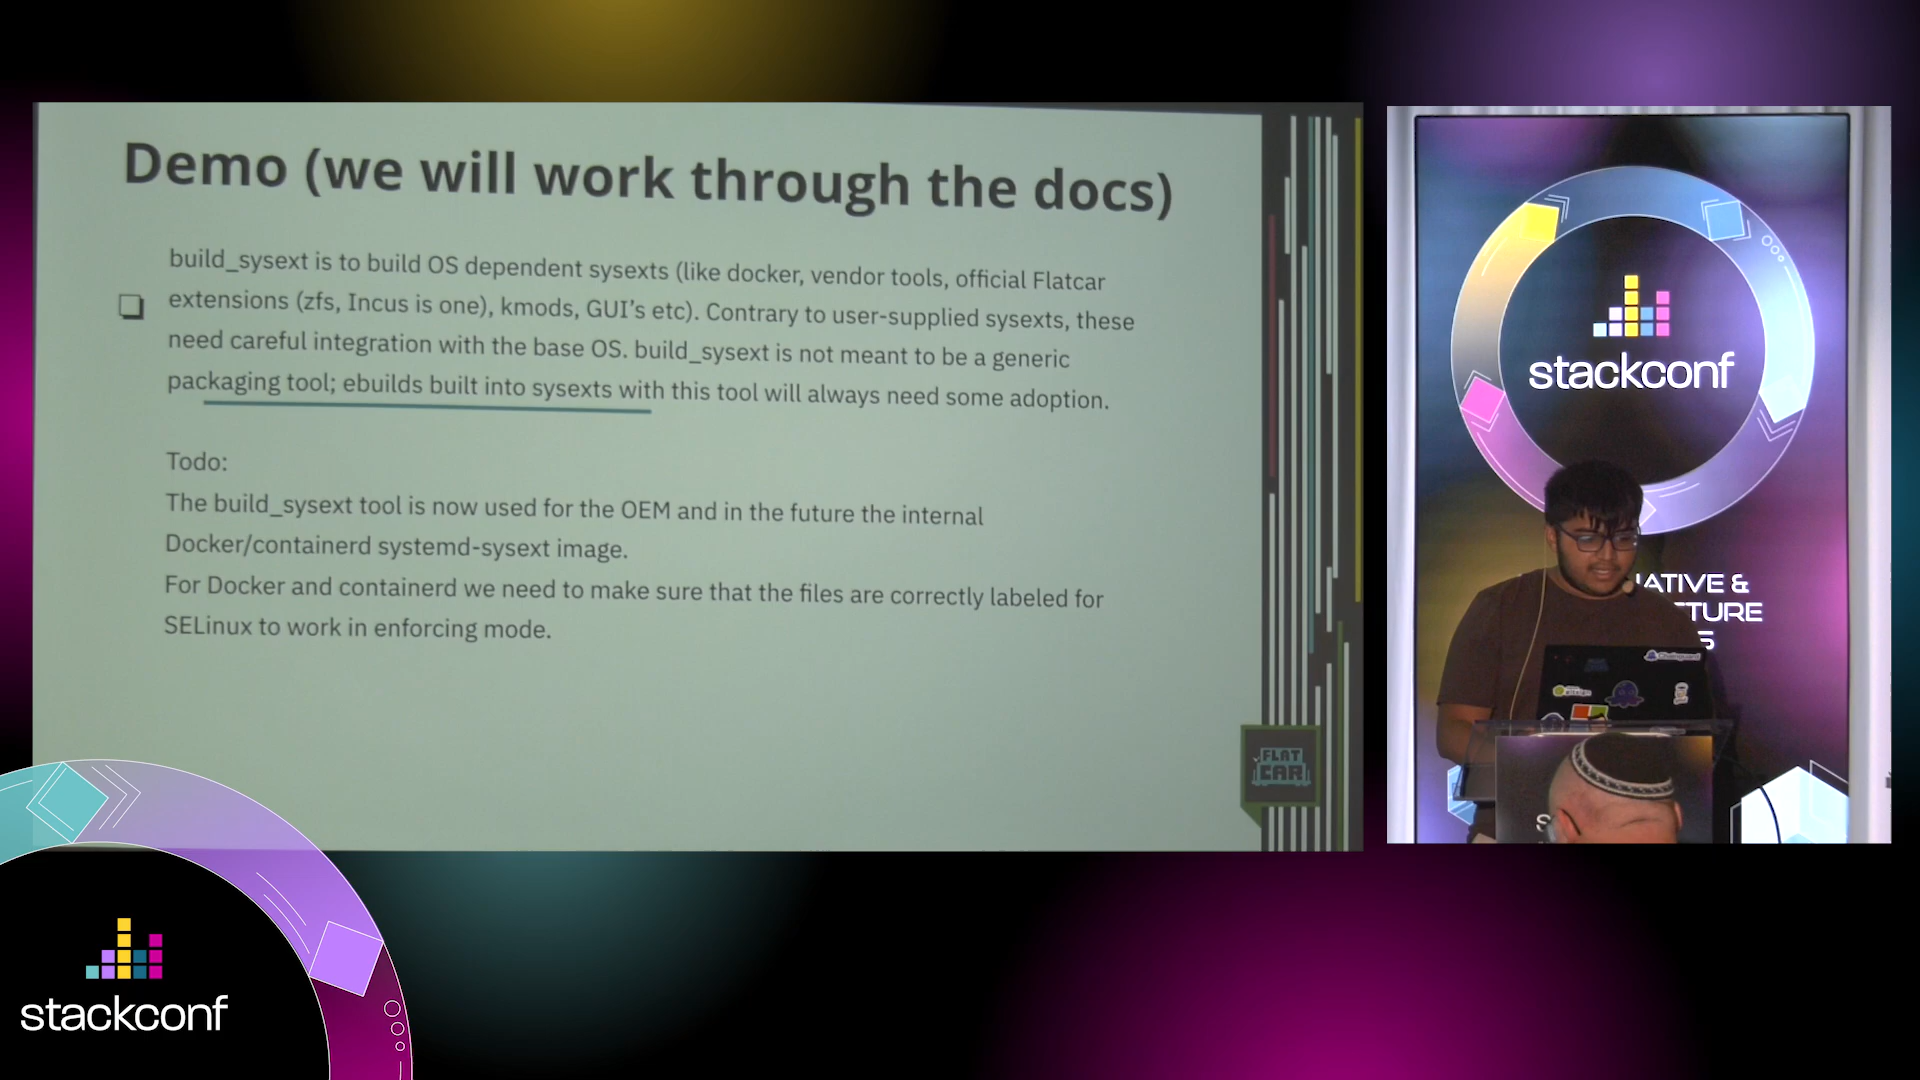 Demo (we will work through the docs)
build_sysext is to build OS dependent sysexts (like docker, vendor tools, official Flatcar
extensions (zfs, Incus is one), kmods, GUI's etc). Contrary to user-supplied sysexts, these
need careful integration with the base OS. build_sysext is not meant to be a generic
packaging tool; ebuilds built into sysexts with this tool will always need some adoption.
Todo:
The build_sysext tool is now used for the OEM and in the future the internal
Docker/containerd systemd-sysext image.
For Docker and containerd we need to make sure that the files are correctly labeled for
SELinux to work in enforcing mode.
FLAT
CAR
stackconf
ATIVE &
TURE
S
Chainguard
S
stackconf